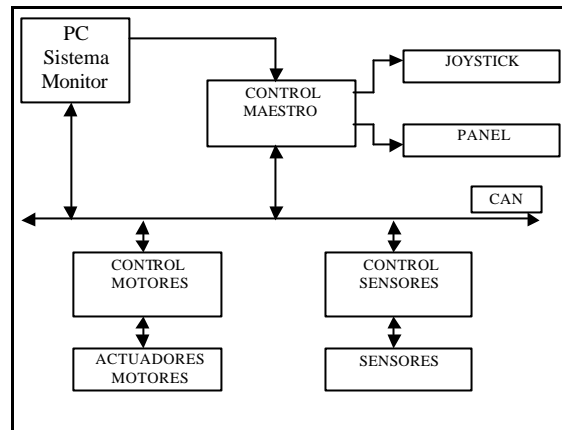 PC
Sistema
Monitor
CONTROL
MAESTRO
JOYSTICK
PANEL
CAN
CONTROL
MOTORES
CONTROL
SENSORES
ACTUADORES
MOTORES
SENSORES